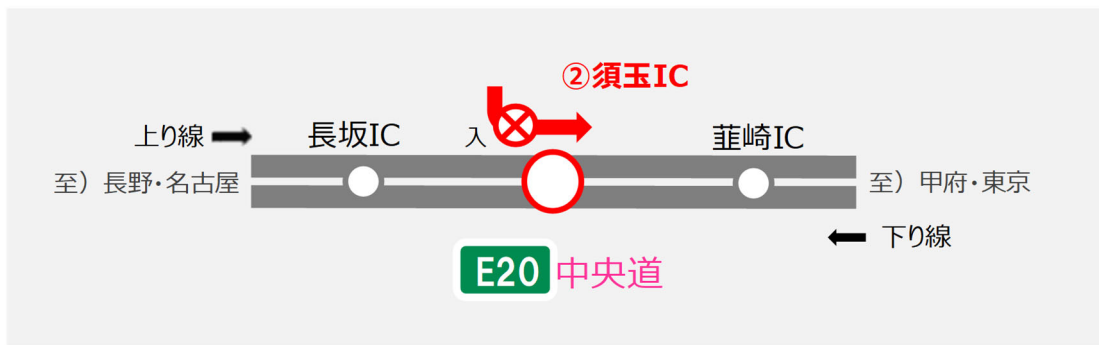 ②須玉IC
上り線
長坂IC
入
韮崎IC
至）長野・名古屋
至）甲府・東京
下り線
E20 中央道